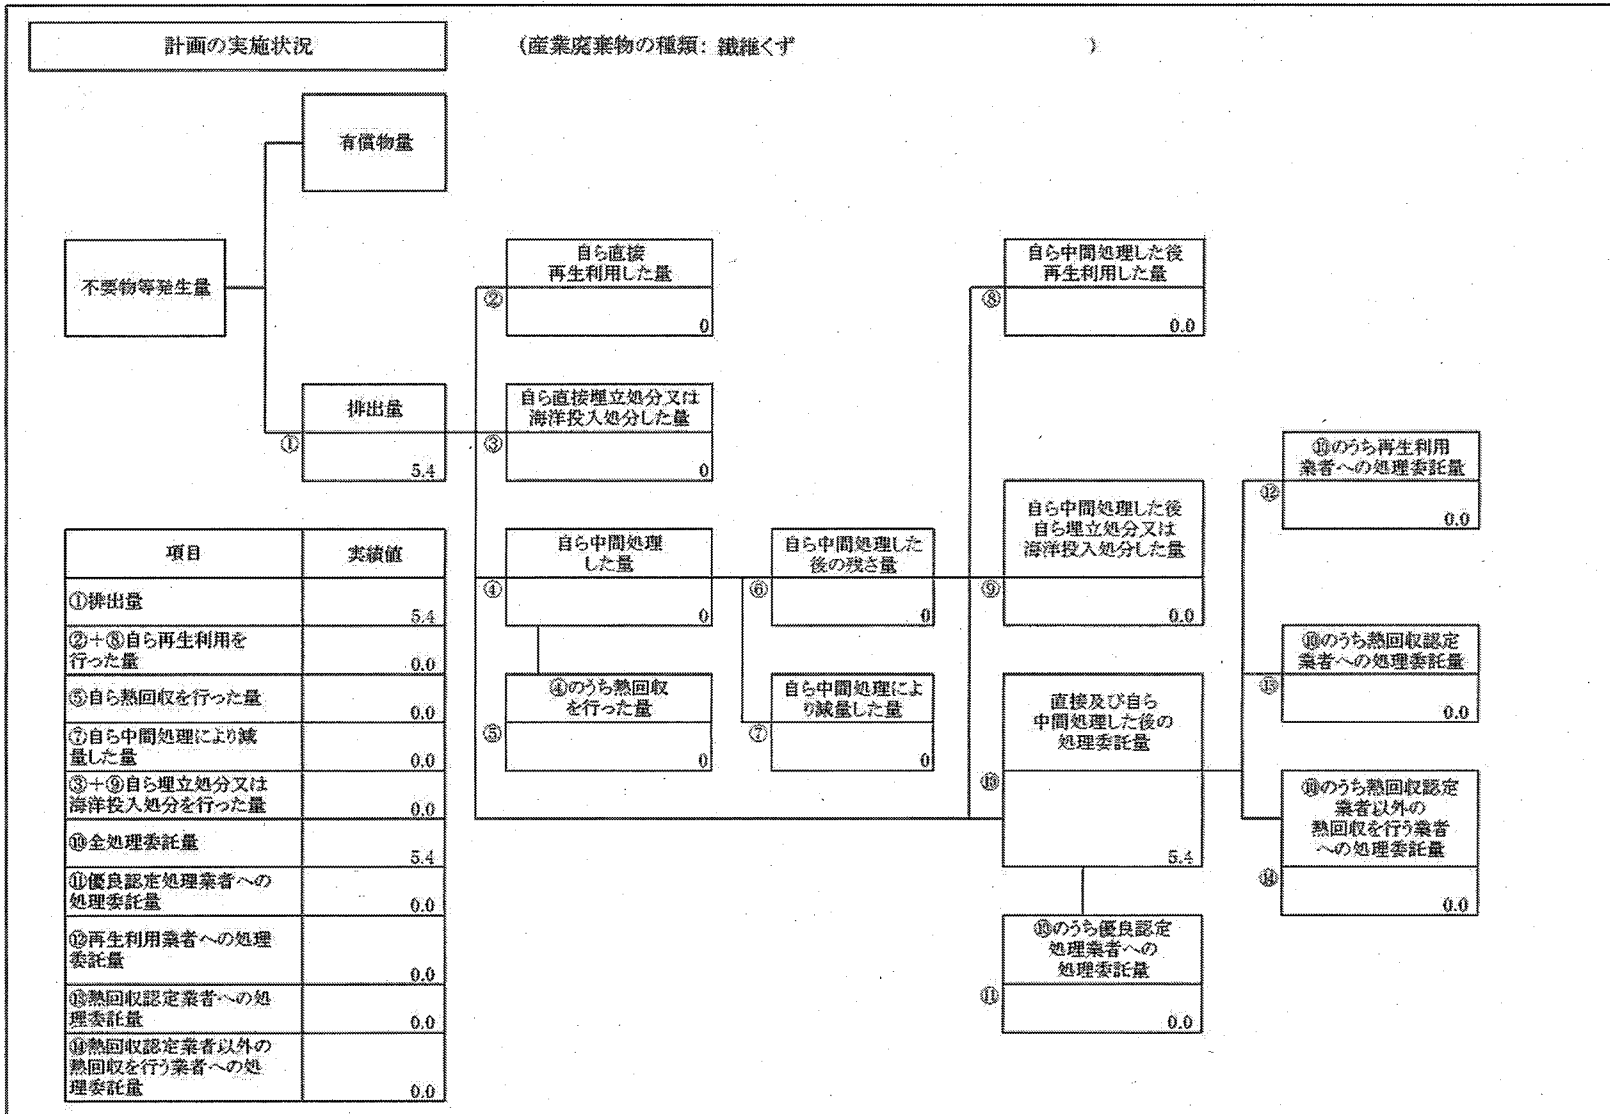 計画の実施状況
(産業廃棄物の種類: 繊維くず )
有償物量
不要物等発生量
自ら直接
再生利用した量
②
0
自ら中間処理した後
再生利用した量
⑧
0.0
排出量
①
5.4
自ら直接埋立処分又は
海洋投入処分した量
③
0
⑩のうち再生利用
業者への処理委託量
⑫
0.0
自ら中間処理
した量
④
0
自ら中間処理した
後の残さ量
⑥
0
自ら中間処理した後
自ら埋立処分又は
海洋投入処分した量
⑨
0.0
⑩のうち熱回収認定
業者への処理委託量
⑬
0.0
④のうち熱回収
を行った量
⑤
0
自ら中間処理によ
り減量した量
⑦
0
直接及び自ら
中間処理した後の
処理委託量
⑩
5.4
⑩のうち熱回収認定
業者以外の
熱回収を行う業者
への処理委託量
⑭
0.0
⑩のうち優良認定
処理業者への
処理委託量
⑪
0.0
項目 実績値
①排出量
5.4
②+⑧自ら再生利用を
行った量 0.0
⑤自ら熱回収を行った量
0.0
⑦自ら中間処理により減
量した量 0.0
③+⑨自ら埋立処分又は
海洋投入処分を行った量 0.0
⑩全処理委託量
5.4
⑪優良認定処理業者への
処理委託量 0.0
⑫再生利用業者への処理
委託量
0.0
⑬熱回収認定業者への処
理委託量 0.0
⑭熱回収認定業者以外の
熱回収を行う業者への処
理委託量 0.0